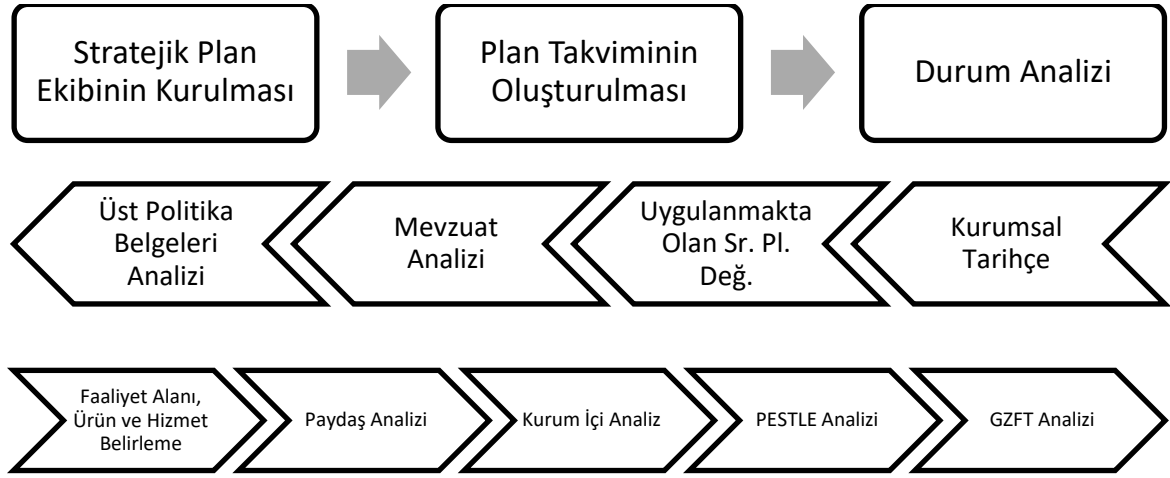 Stratejik Plan
Ekibinin Kurulması
Plan Takviminin
Oluşturulması
Durum Analizi
Üst Politika
Belgeleri
Analizi
Mevzuat
Analizi
Uygulanmakta
Olan Sr. Pl.
Değ.
Kurumsal
Tarihçe
Faaliyet Alanı,
Ürün ve Hizmet
Belirleme
Paydaş Analizi
Kurum İçi Analiz
PESTLE Analizi
GZFT Analizi